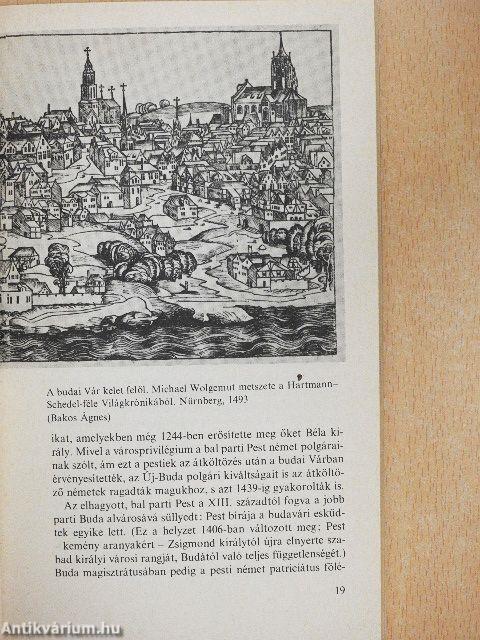 A budai Vár kelet felől. Michael Wolgemut metszete a Hartmann–
Schedel-féle Világkrónikából. Nürnberg, 1493
(Bakos Ágnes)
ikat, amelyekben még 1244-ben erősítette meg őket Béla ki-
rály. Mivel a városprivilégium a bal parti Pest német polgárai-
nak szólt, ám ezt a pestiek az átköltözés után a budai Várban
érvényesítették, az Új-Buda polgári kiváltságait is az átköltö-
ző németek ragadták magukhoz, s azt 1439-ig gyakorolták is.
Az elhagyott, bal parti Pest a XIII. századtól fogva a jobb
parti Buda alvárosává süllyedt: Pest bírája a budavári esküd-
tek egyike lett. (Ez a helyzet 1406-ban változott meg: Pest
– kemény aranyakért – Zsigmond királytól újra elnyerte sza-
bad királyi városi rangját, Budától való teljes függetlenségét.)
Buda magisztrátusában pedig a pesti német patríciátus fölé-
19
Antikvárium.hu